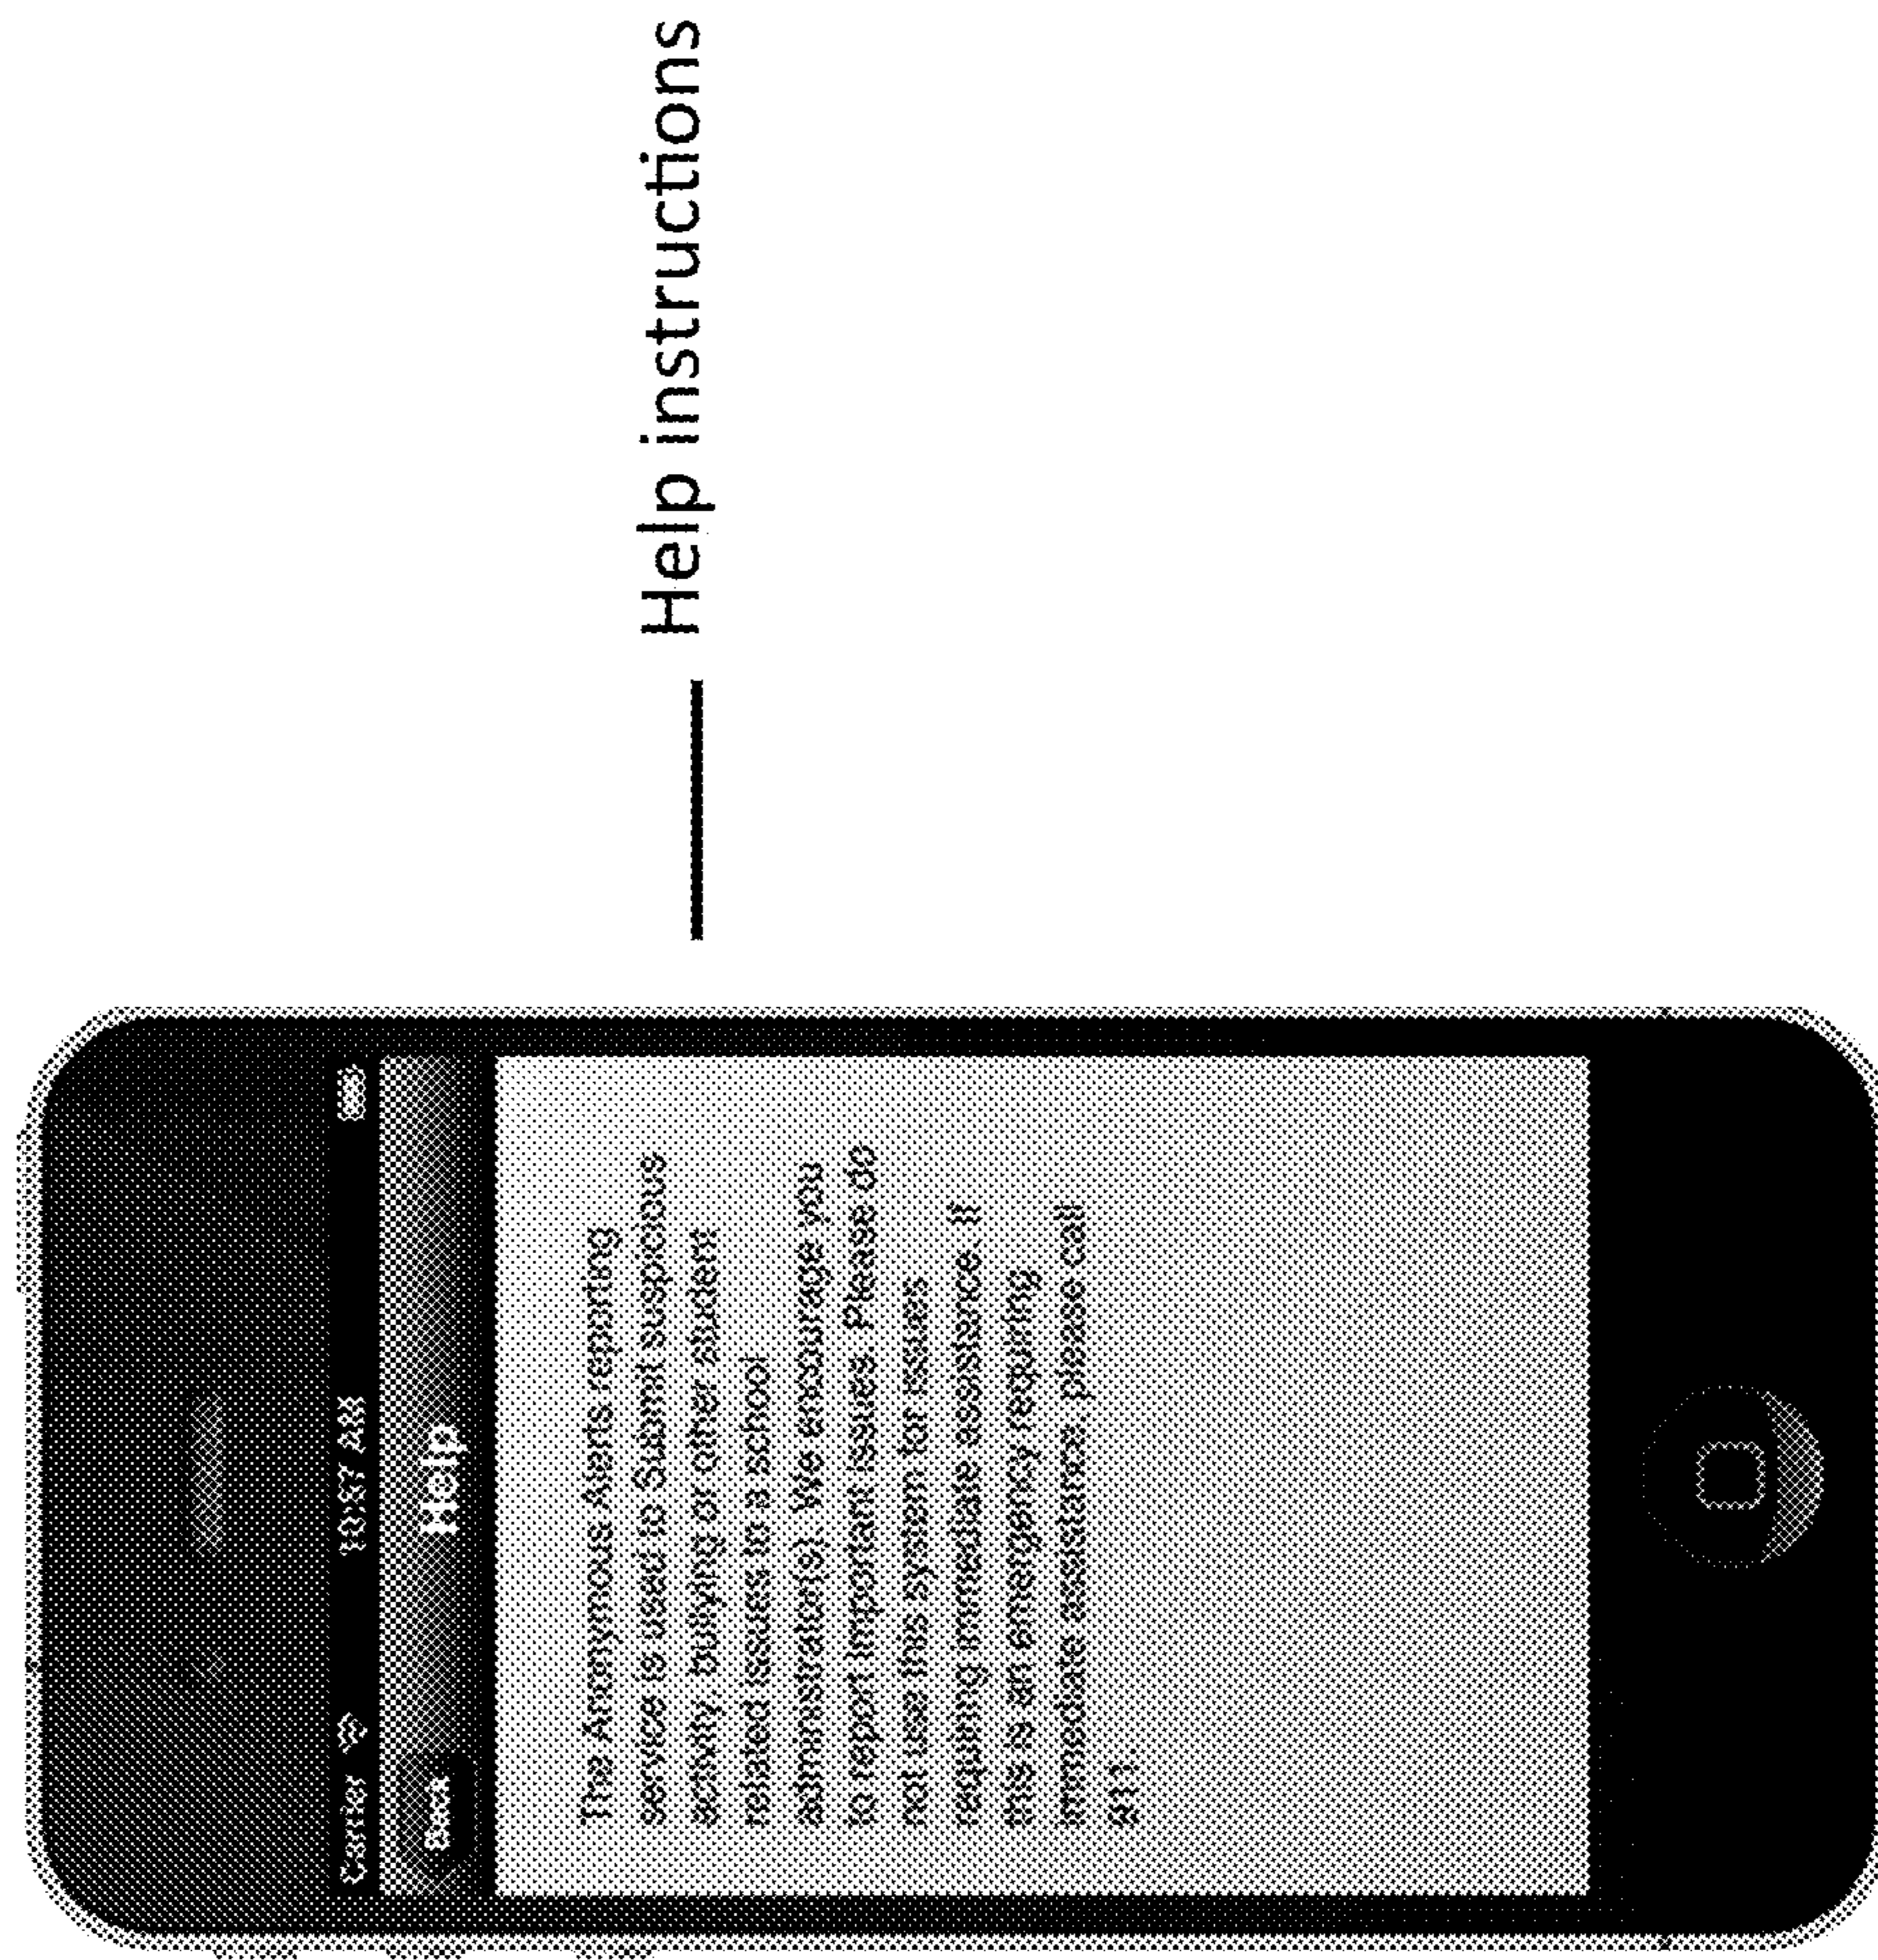 Carrier 10:37 AM
Back Help
The Anonymous Alerts reporting
service is used to Submit suspicious
activity, bullying or other student
related issues to a school
administrator(s). We encourage you
to report important issues. Please do
not use this system for issues
requiring immediate assistance. If
this is an emergency requiring
immediate assistance, please call
911.
Help instructions